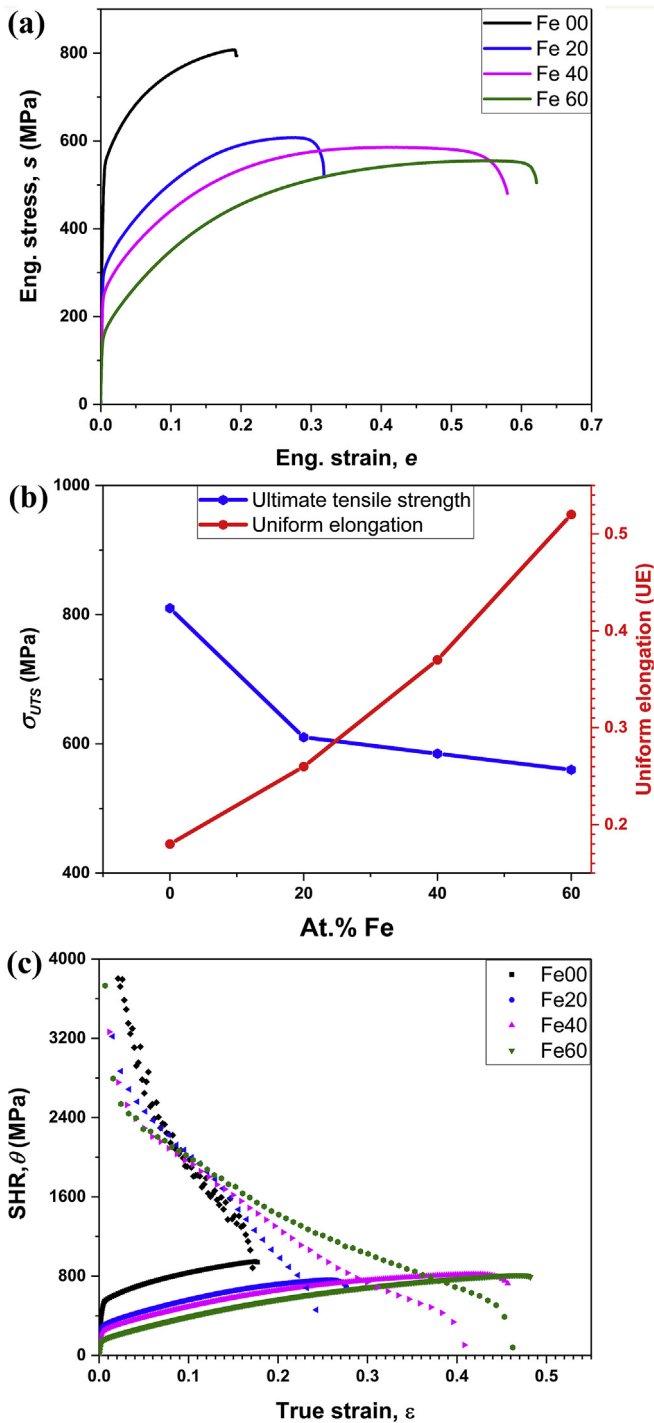 (a)
Fe 00
Fe 20
Fe 40
Fe 60
800
600
400
200
0
Eng. stress, s (MPa)
0.0 0.1 0.2 0.3 0.4 0.5 0.6 0.7
Eng. strain, e
(b)
Ultimate tensile strength
Uniform elongation
1000
800
600
400
σUTS (MPa)
0.5
0.4
0.3
0.2
Uniform elongation (UE)
0 20 40 60
At.% Fe
(c)
Fe00
Fe20
Fe40
Fe60
4000
3200
2400
1600
800
0
SHR, θ (MPa)
0.0 0.1 0.2 0.3 0.4 0.5
True strain, ε